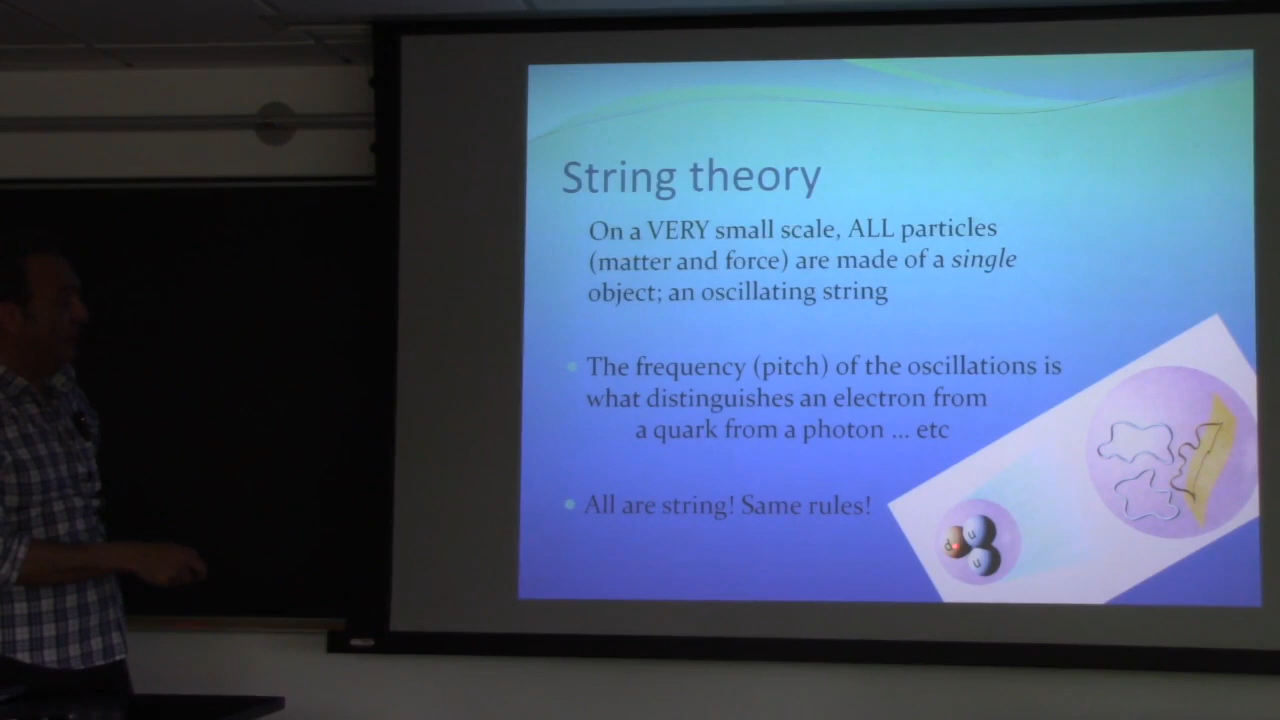 String theory
On a VERY small scale, ALL particles
(matter and force) are made of a single
object; an oscillating string
The frequency (pitch) of the oscillations is
what distinguishes an electron from
a quark from a photon ... etc
All are string! Same rules!
d
u
u